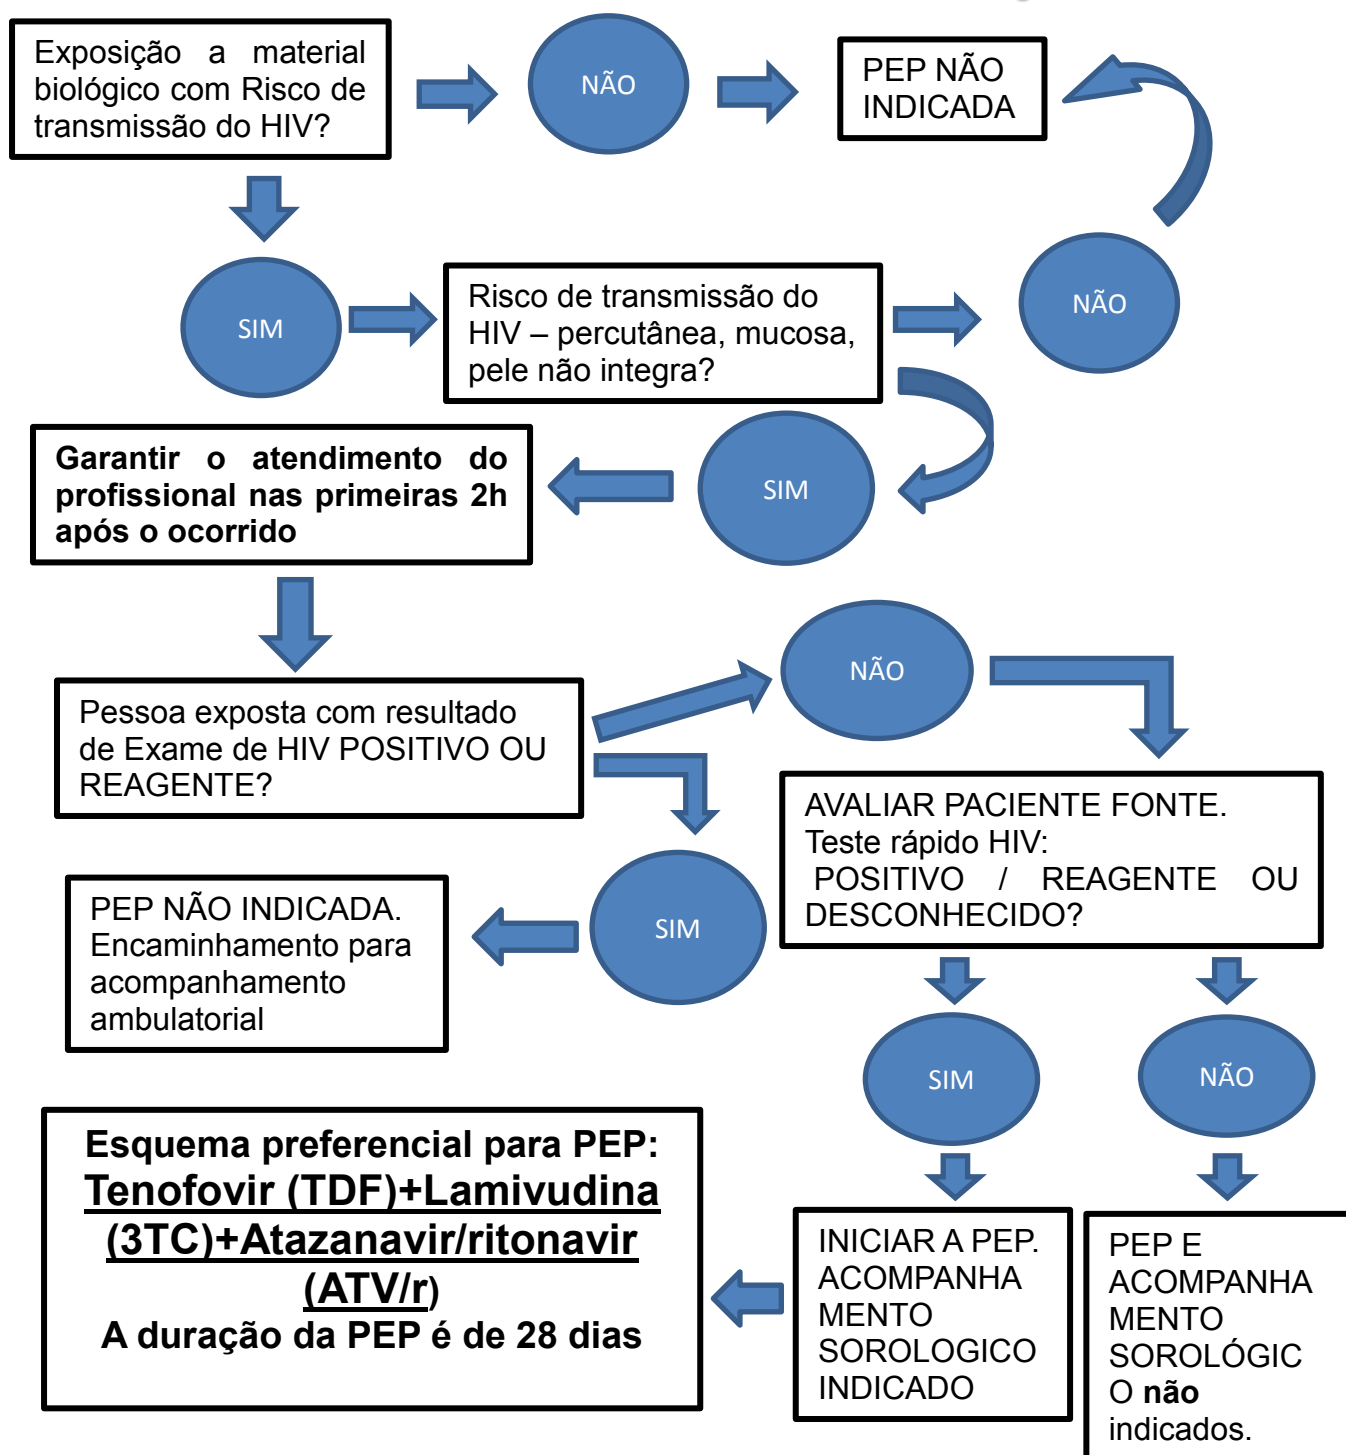 Exposição a material
biológico com Risco de
transmissão do HIV?
NÃO
PEP NÃO
INDICADA
SIM
Risco de transmissão do
HIV – percutânea, mucosa,
pele não integra?
NÃO
SIM
Garantir o atendimento do
profissional nas primeiras 2h
após o ocorrido
Pessoa exposta com resultado
de Exame de HIV POSITIVO OU
REAGENTE?
NÃO
SIM
PEP NÃO INDICADA.
Encaminhamento para
acompanhamento
ambulatorial
AVALIAR PACIENTE FONTE.
Teste rápido HIV:
POSITIVO / REAGENTE OU
DESCONHECIDO?
SIM
NÃO
INICIAR A PEP.
ACOMPANHA
MENTO
SOROLOGICO
INDICADO
PEP E
ACOMPANHA
MENTO
SOROLÓGIC
O não
indicados.
Esquema preferencial para PEP:
Tenofovir (TDF)+Lamivudina
(3TC)+Atazanavir/ritonavir
(ATV/r)
A duração da PEP é de 28 dias